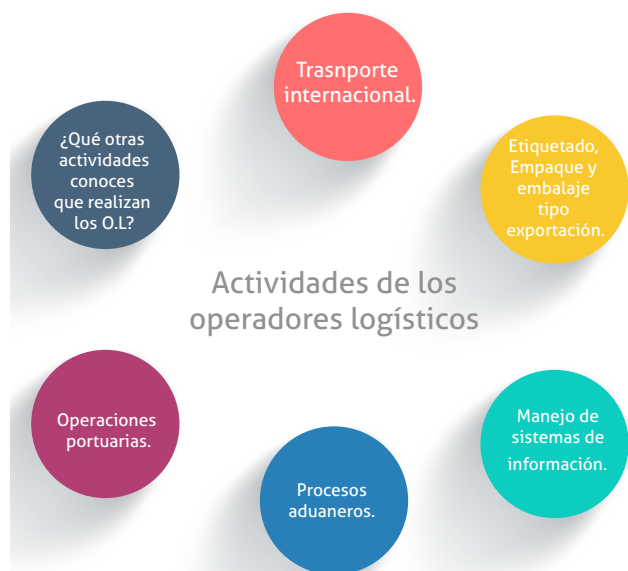 Trasnporte
internacional.
¿Qué otras
actividades
conoces
que realizan
los O.L?
Etiquetado,
Empaque y
embalaje
tipo
exportación.
Actividades de los
operadores logísticos
Operaciones
portuarias.
Manejo de
sistemas de
información.
Procesos
aduaneros.